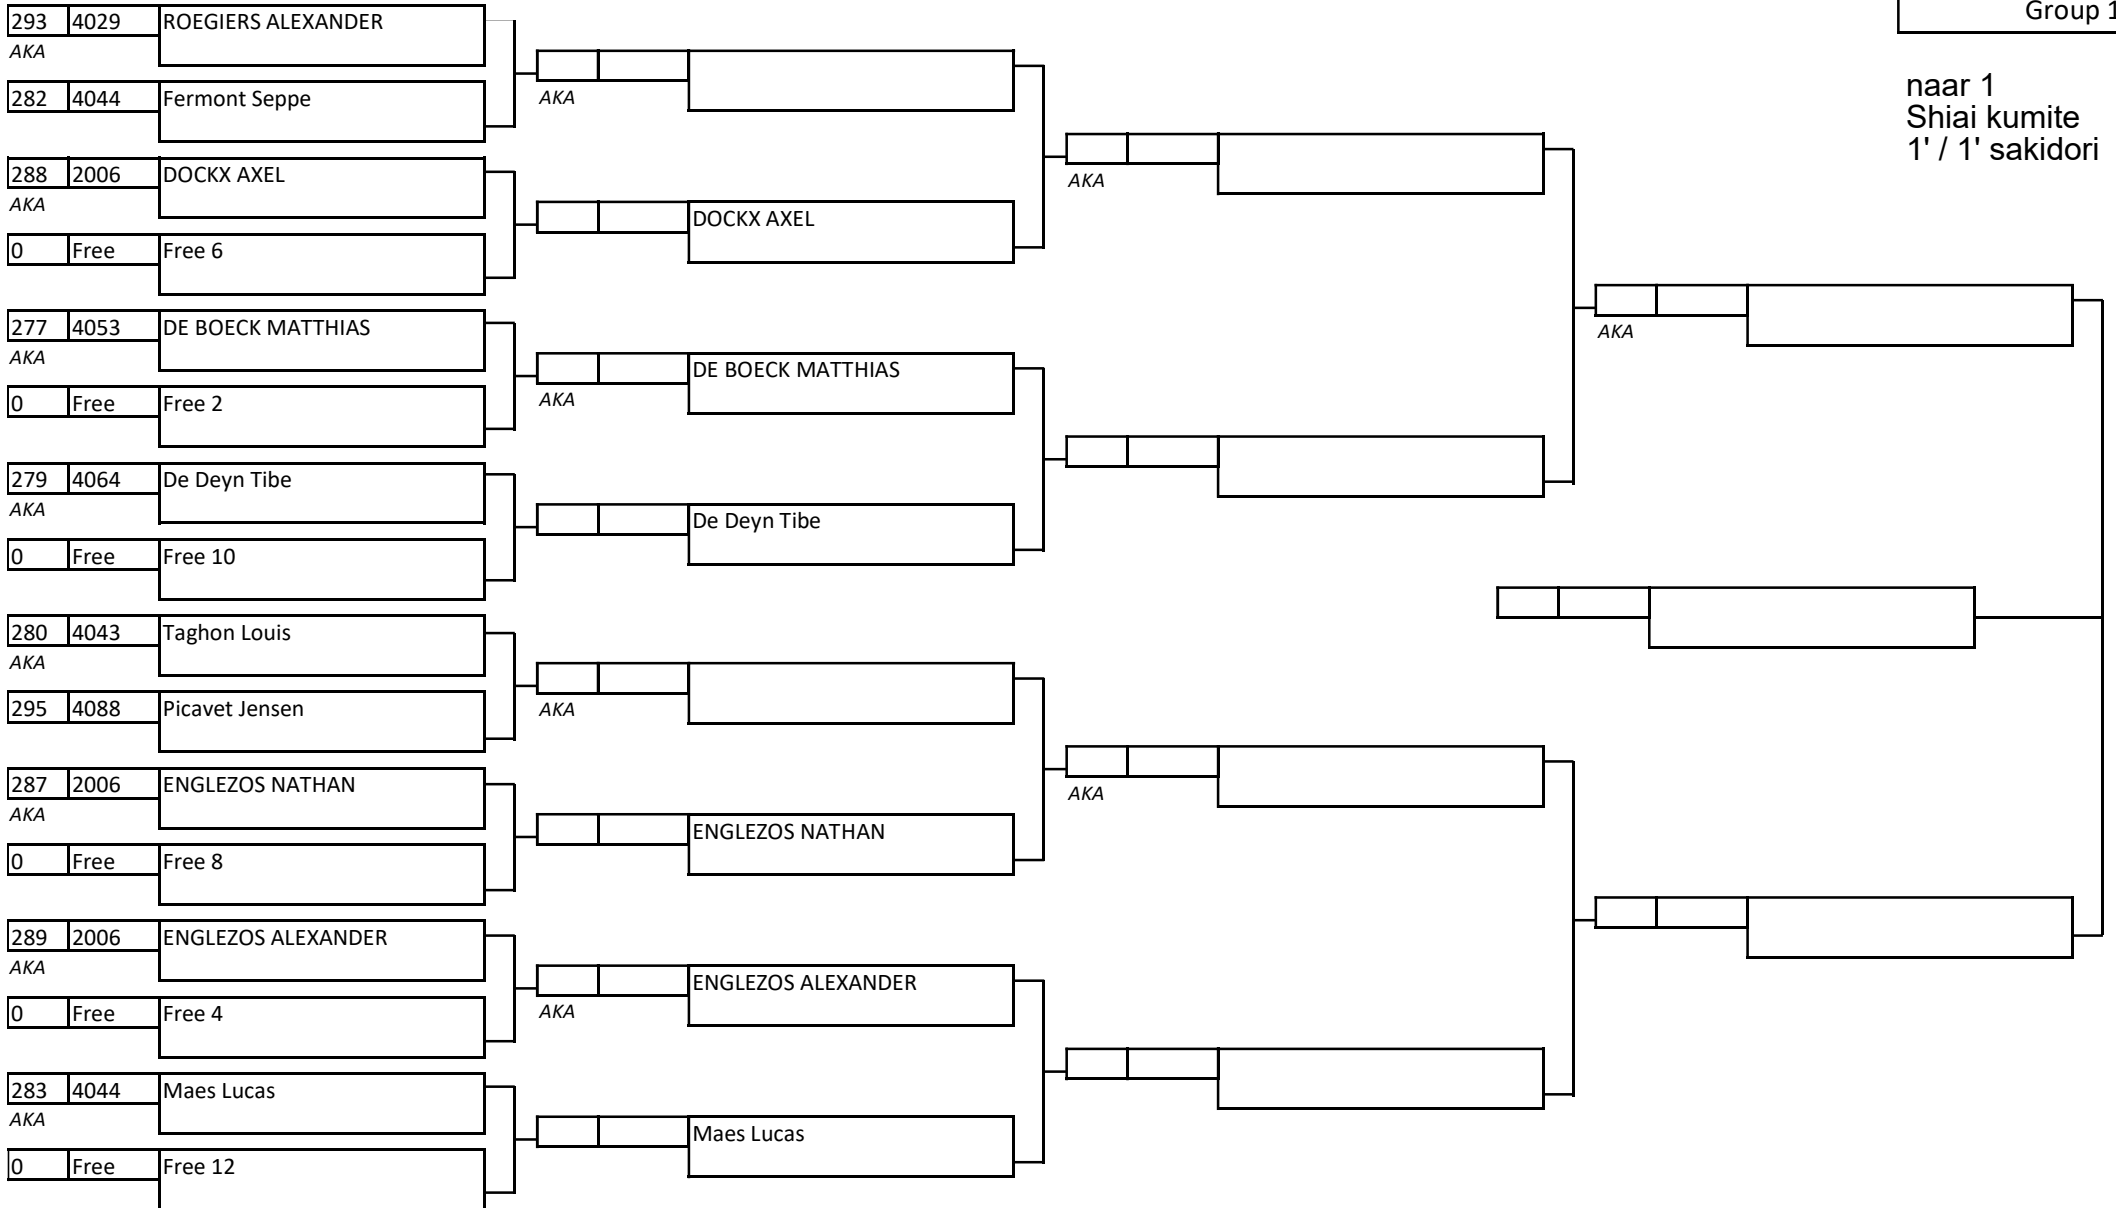 Group 1
naar 1
Shiai kumite
1' / 1' sakidori
293 4029 ROEGIERS ALEXANDER
AKA
282 4044 Fermont Seppe
AKA
288 2006 DOCKX AXEL
AKA
AKA
DOCKX AXEL
0 Free Free 6
277 4053 DE BOECK MATTHIAS
AKA
AKA
DE BOECK MATTHIAS
0 Free Free 2
AKA
279 4064 De Deyn Tibe
AKA
De Deyn Tibe
0 Free Free 10
280 4043 Taghon Louis
AKA
295 4088 Picavet Jensen
AKA
287 2006 ENGLEZOS NATHAN
AKA
AKA
ENGLEZOS NATHAN
0 Free Free 8
289 2006 ENGLEZOS ALEXANDER
AKA
ENGLEZOS ALEXANDER
0 Free Free 4
AKA
283 4044 Maes Lucas
AKA
Maes Lucas
0 Free Free 12